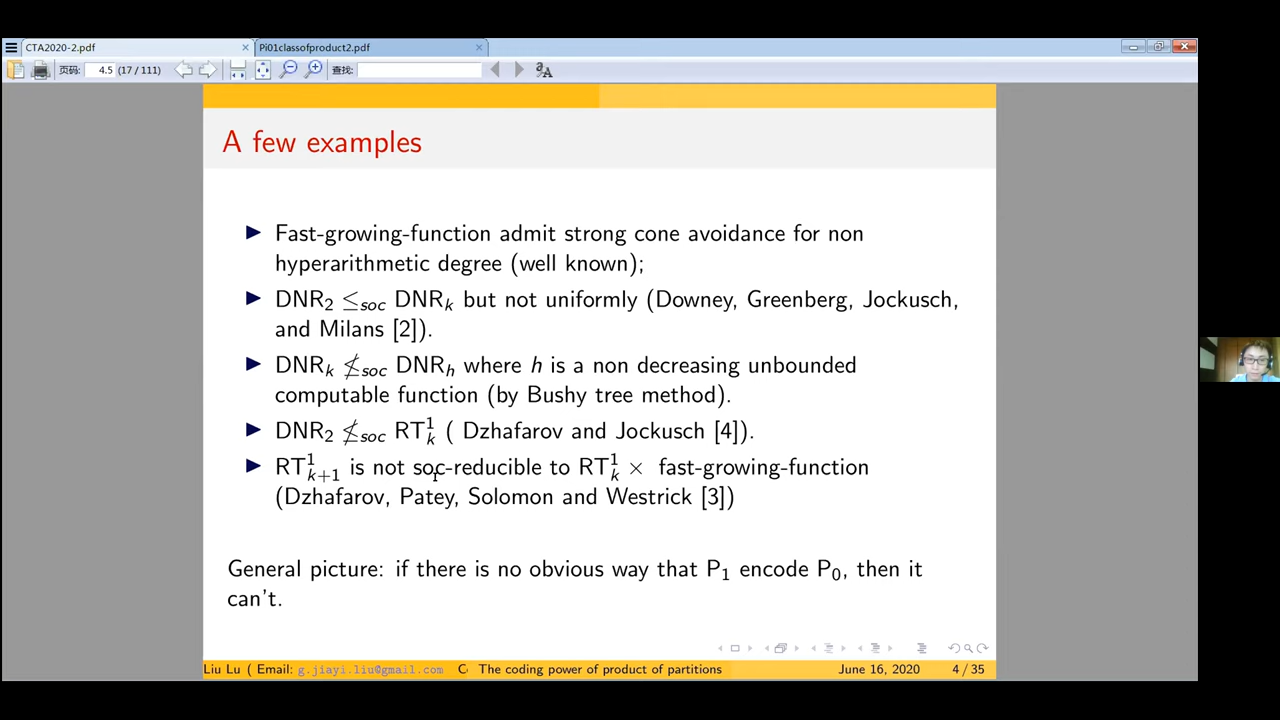 CTA2020-2.pdf
Pi01classofproduct2.pdf
页码: 4.5 (17 / 111) 查找:
A few examples
Fast-growing-function admit strong cone avoidance for non
hyperarithmetic degree (well known);
DNR₂ ≤soc DNRₖ but not uniformly (Downey, Greenberg, Jockusch,
and Milans [2]).
DNRₖ ≰soc DNRₕ where h is a non decreasing unbounded
computable function (by Bushy tree method).
DNR₂ ≰soc RT¹ₖ ( Dzhafarov and Jockusch [4]).
RT¹ₖ₊₁ is not soc-reducible to RT¹ₖ × fast-growing-function
(Dzhafarov, Patey, Solomon and Westrick [3])
General picture: if there is no obvious way that P₁ encode P₀, then it
can't.
Liu Lu ( Email: g.jiayi.liu@gmail.com The coding power of product of partitions June 16, 2020 4 / 35